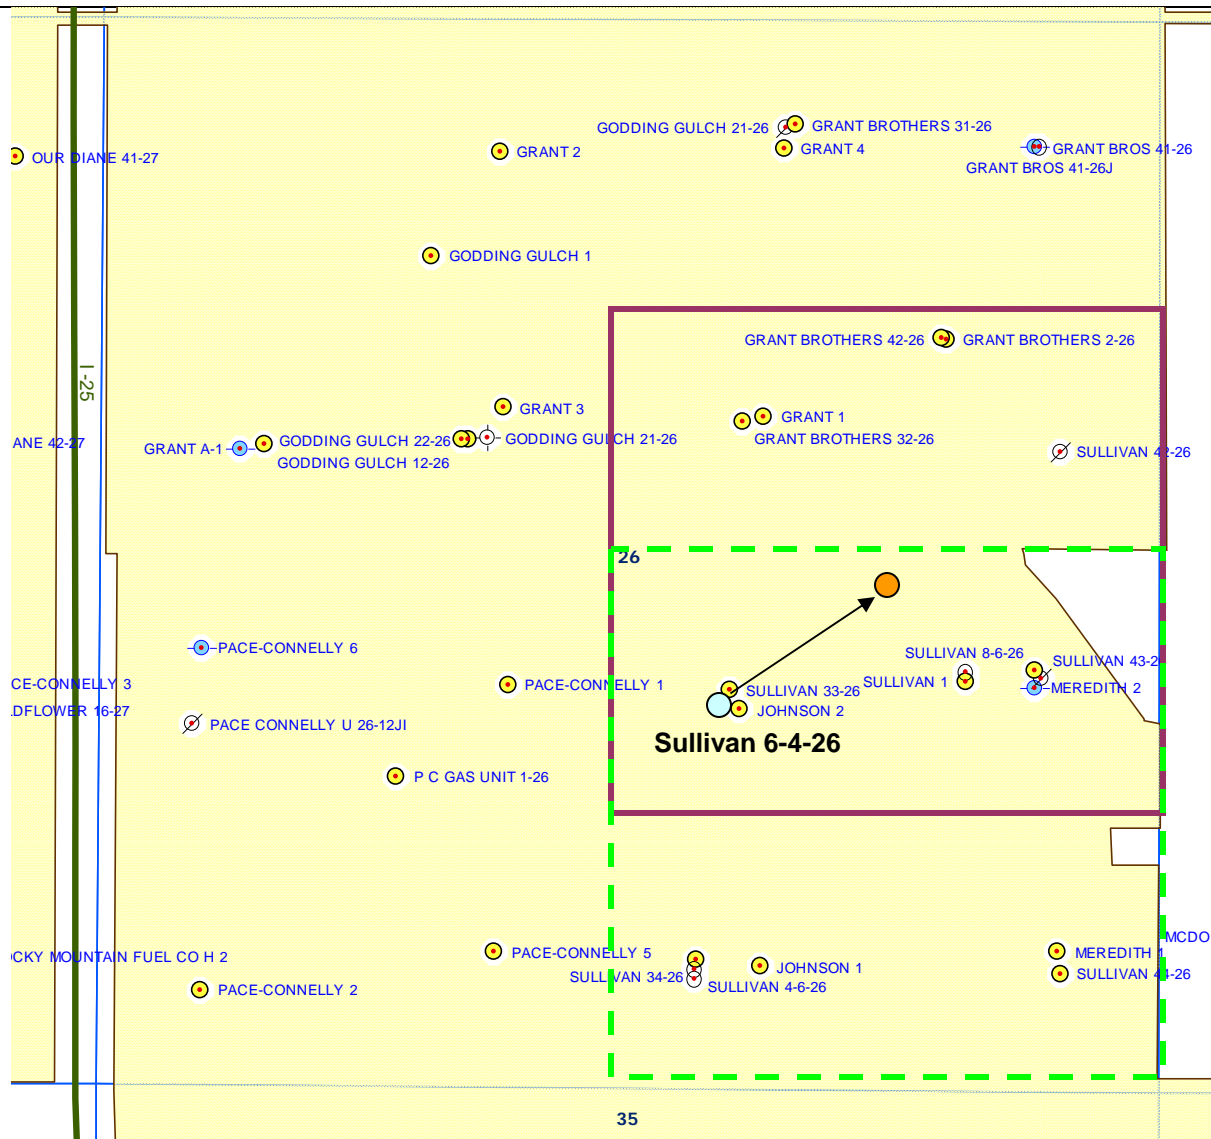 GODDING GULCH 21-26
GRANT BROTHERS 31-26
OUR DIANE 41-27
GRANT 2
GRANT 4
GRANT BROS 41-26
GRANT BROS 41-26J
GODDING GULCH 1
GRANT BROTHERS 42-26
GRANT BROTHERS 2-26
I-25
GRANT 3
GRANT 1
GRANT BROTHERS 32-26
ANE 42-27
GRANT A-1
GODDING GULCH 22-26
GODDING GULCH 21-26
GODDING GULCH 12-26
SULLIVAN 42-26
26
PACE-CONNELLY 6
SULLIVAN 8-6-26
SULLIVAN 43-2
CE-CONNELLY 3
PACE-CONNELLY 1
SULLIVAN 33-26
SULLIVAN 1
MEREDITH 2
LDFLOWER 16-27
PACE CONNELLY U 26-12JI
JOHNSON 2
Sullivan 6-4-26
P C GAS UNIT 1-26
MCDO
OCKY MOUNTAIN FUEL CO H 2
PACE-CONNELLY 5
MEREDITH 1
SULLIVAN 34-26
JOHNSON 1
SULLIVAN 44-26
PACE-CONNELLY 2
SULLIVAN 4-6-26
35